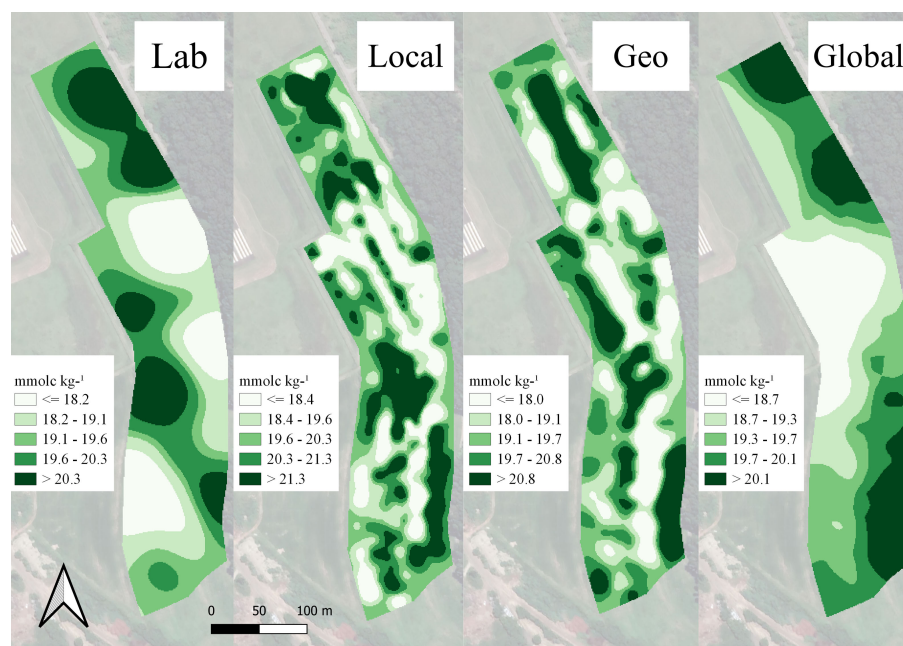 Lab
Local
Geo
Global
mmolc kg-¹
<= 18.2
18.2 - 19.1
19.1 - 19.6
19.6 - 20.3
> 20.3
mmolc kg-¹
<= 18.4
18.4 - 19.6
19.6 - 20.3
20.3 - 21.3
> 21.3
mmolc kg-¹
<= 18.0
18.0 - 19.1
19.1 - 19.7
19.7 - 20.8
> 20.8
mmolc kg-¹
<= 18.7
18.7 - 19.3
19.3 - 19.7
19.7 - 20.1
> 20.1
0 50 100 m